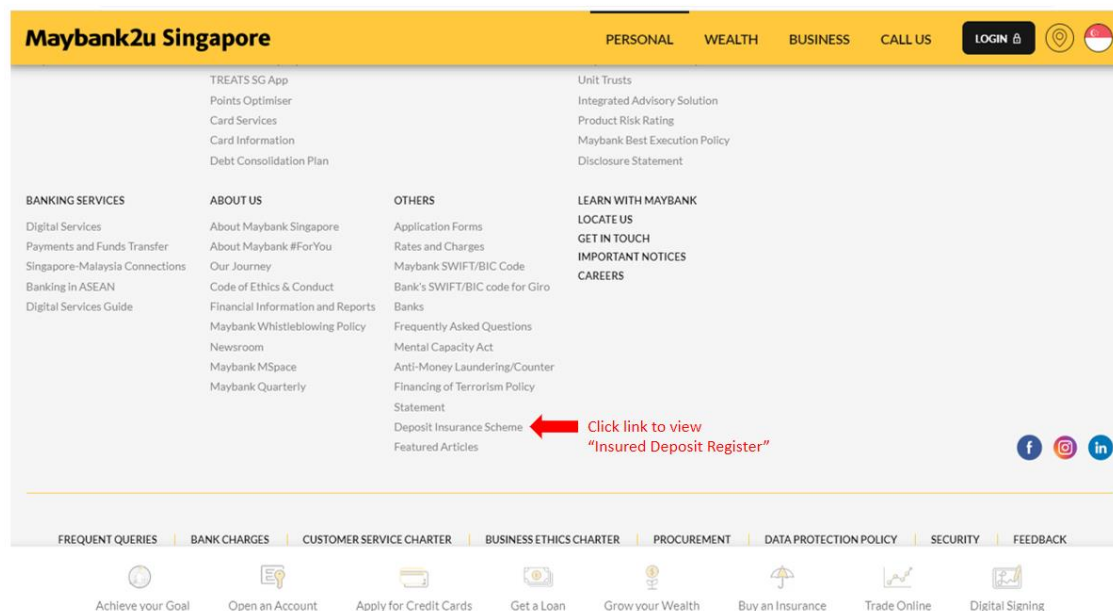 Maybank2u Singapore
PERSONAL
WEALTH
BUSINESS
CALL US
LOGIN
TREATS SG App
Points Optimiser
Card Services
Card Information
Debt Consolidation Plan
Unit Trusts
Integrated Advisory Solution
Product Risk Rating
Maybank Best Execution Policy
Disclosure Statement
BANKING SERVICES
Digital Services
Payments and Funds Transfer
Singapore-Malaysia Connections
Banking in ASEAN
Digital Services Guide
ABOUT US
About Maybank Singapore
About Maybank #ForYou
Our Journey
Code of Ethics & Conduct
Financial Information and Reports
Maybank Whistleblowing Policy
Newsroom
Maybank MSpace
Maybank Quarterly
OTHERS
Application Forms
Rates and Charges
Maybank SWIFT/BIC Code
Bank's SWIFT/BIC code for Giro
Banks
Frequently Asked Questions
Mental Capacity Act
Anti-Money Laundering/Counter
Financing of Terrorism Policy
Statement
Deposit Insurance Scheme
Featured Articles
Click link to view
“Insured Deposit Register”
LEARN WITH MAYBANK
LOCATE US
GET IN TOUCH
IMPORTANT NOTICES
CAREERS
f
in
FREQUENT QUERIES
BANK CHARGES
CUSTOMER SERVICE CHARTER
BUSINESS ETHICS CHARTER
PROCUREMENT
DATA PROTECTION POLICY
SECURITY
FEEDBACK
Achieve your Goal
Open an Account
Apply for Credit Cards
Get a Loan
Grow your Wealth
Buy an Insurance
Trade Online
Digital Signing